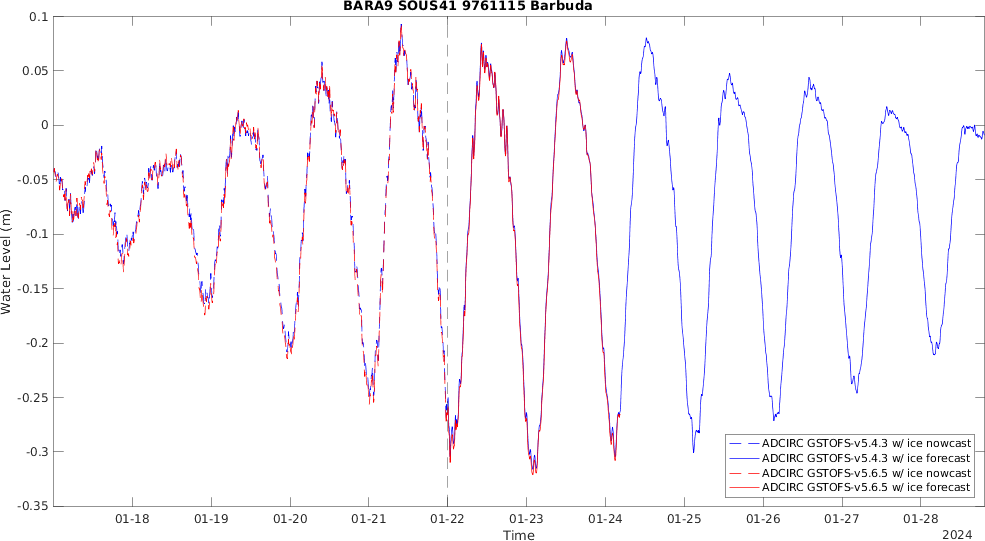 BARA9 SOUS41 9761115 Barbuda
0.1
0.05
0
-0.05
-0.1
-0.15
-0.2
-0.25
-0.3
-0.35
Water Level (m)
ADCIRC GSTOFS-v5.4.3 w/ ice nowcast
ADCIRC GSTOFS-v5.4.3 w/ ice forecast
ADCIRC GSTOFS-v5.6.5 w/ ice nowcast
ADCIRC GSTOFS-v5.6.5 w/ ice forecast
01-18 01-19 01-20 01-21 01-22 01-23 01-24 01-25 01-26 01-27 01-28
Time
2024